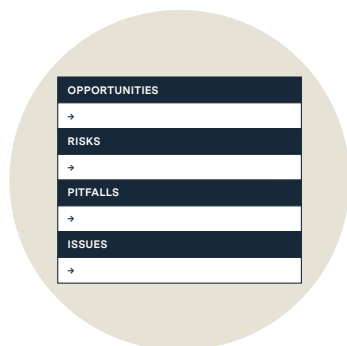 OPPORTUNITIES
→
RISKS
→
PITFALLS
→
ISSUES
→